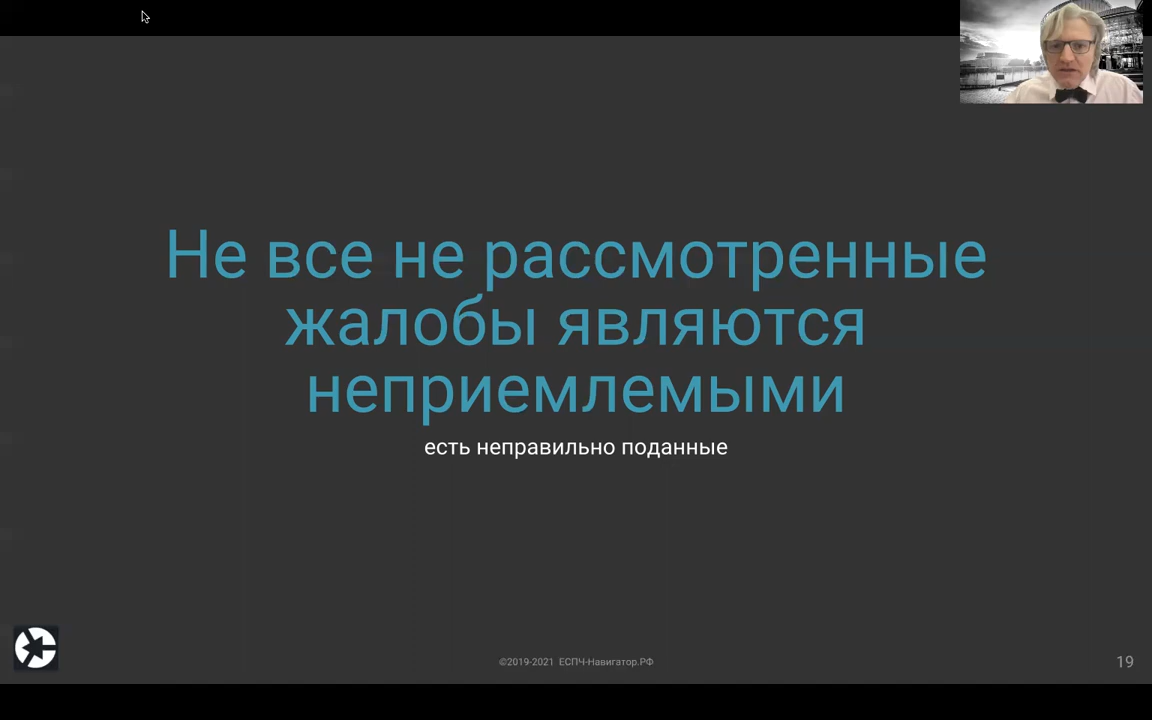 Не все не рассмотренные
жалобы являются
неприемлемыми
есть неправильно поданные
©2019-2021 ЕСПЧ-Навигатор.РФ
19